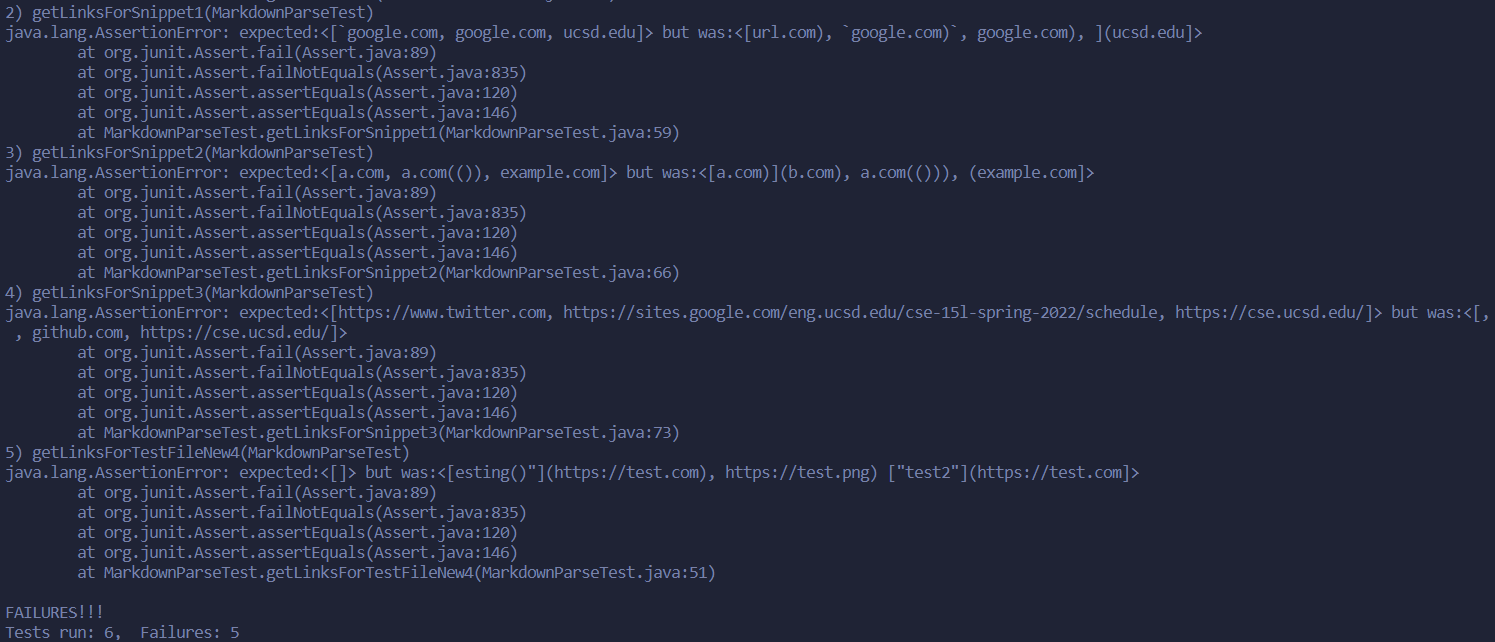 2) getLinksForSnippet1(MarkdownParseTest)
java.lang.AssertionError: expected:<[`google.com, google.com, ucsd.edu]> but was:<[url.com), `google.com)`, google.com), ](ucsd.edu]>
        at org.junit.Assert.fail(Assert.java:89)
        at org.junit.Assert.failNotEquals(Assert.java:835)
        at org.junit.Assert.assertEquals(Assert.java:120)
        at org.junit.Assert.assertEquals(Assert.java:146)
        at MarkdownParseTest.getLinksForSnippet1(MarkdownParseTest.java:59)
3) getLinksForSnippet2(MarkdownParseTest)
java.lang.AssertionError: expected:<[a.com, a.com(()), example.com]> but was:<[a.com)](b.com), a.com(())), (example.com]>
        at org.junit.Assert.fail(Assert.java:89)
        at org.junit.Assert.failNotEquals(Assert.java:835)
        at org.junit.Assert.assertEquals(Assert.java:120)
        at org.junit.Assert.assertEquals(Assert.java:146)
        at MarkdownParseTest.getLinksForSnippet2(MarkdownParseTest.java:66)
4) getLinksForSnippet3(MarkdownParseTest)
java.lang.AssertionError: expected:<[https://www.twitter.com, https://sites.google.com/eng.ucsd.edu/cse-15l-spring-2022/schedule, https://cse.ucsd.edu/]> but was:<[,
 , github.com, https://cse.ucsd.edu/]>
        at org.junit.Assert.fail(Assert.java:89)
        at org.junit.Assert.failNotEquals(Assert.java:835)
        at org.junit.Assert.assertEquals(Assert.java:120)
        at org.junit.Assert.assertEquals(Assert.java:146)
        at MarkdownParseTest.getLinksForSnippet3(MarkdownParseTest.java:73)
5) getLinksForTestFileNew4(MarkdownParseTest)
java.lang.AssertionError: expected:<[]> but was:<[esting()"](https://test.com), https://test.png) ["test2"](https://test.com]>
        at org.junit.Assert.fail(Assert.java:89)
        at org.junit.Assert.failNotEquals(Assert.java:835)
        at org.junit.Assert.assertEquals(Assert.java:120)
        at org.junit.Assert.assertEquals(Assert.java:146)
        at MarkdownParseTest.getLinksForTestFileNew4(MarkdownParseTest.java:51)

FAILURES!!!
Tests run: 6,  Failures: 5